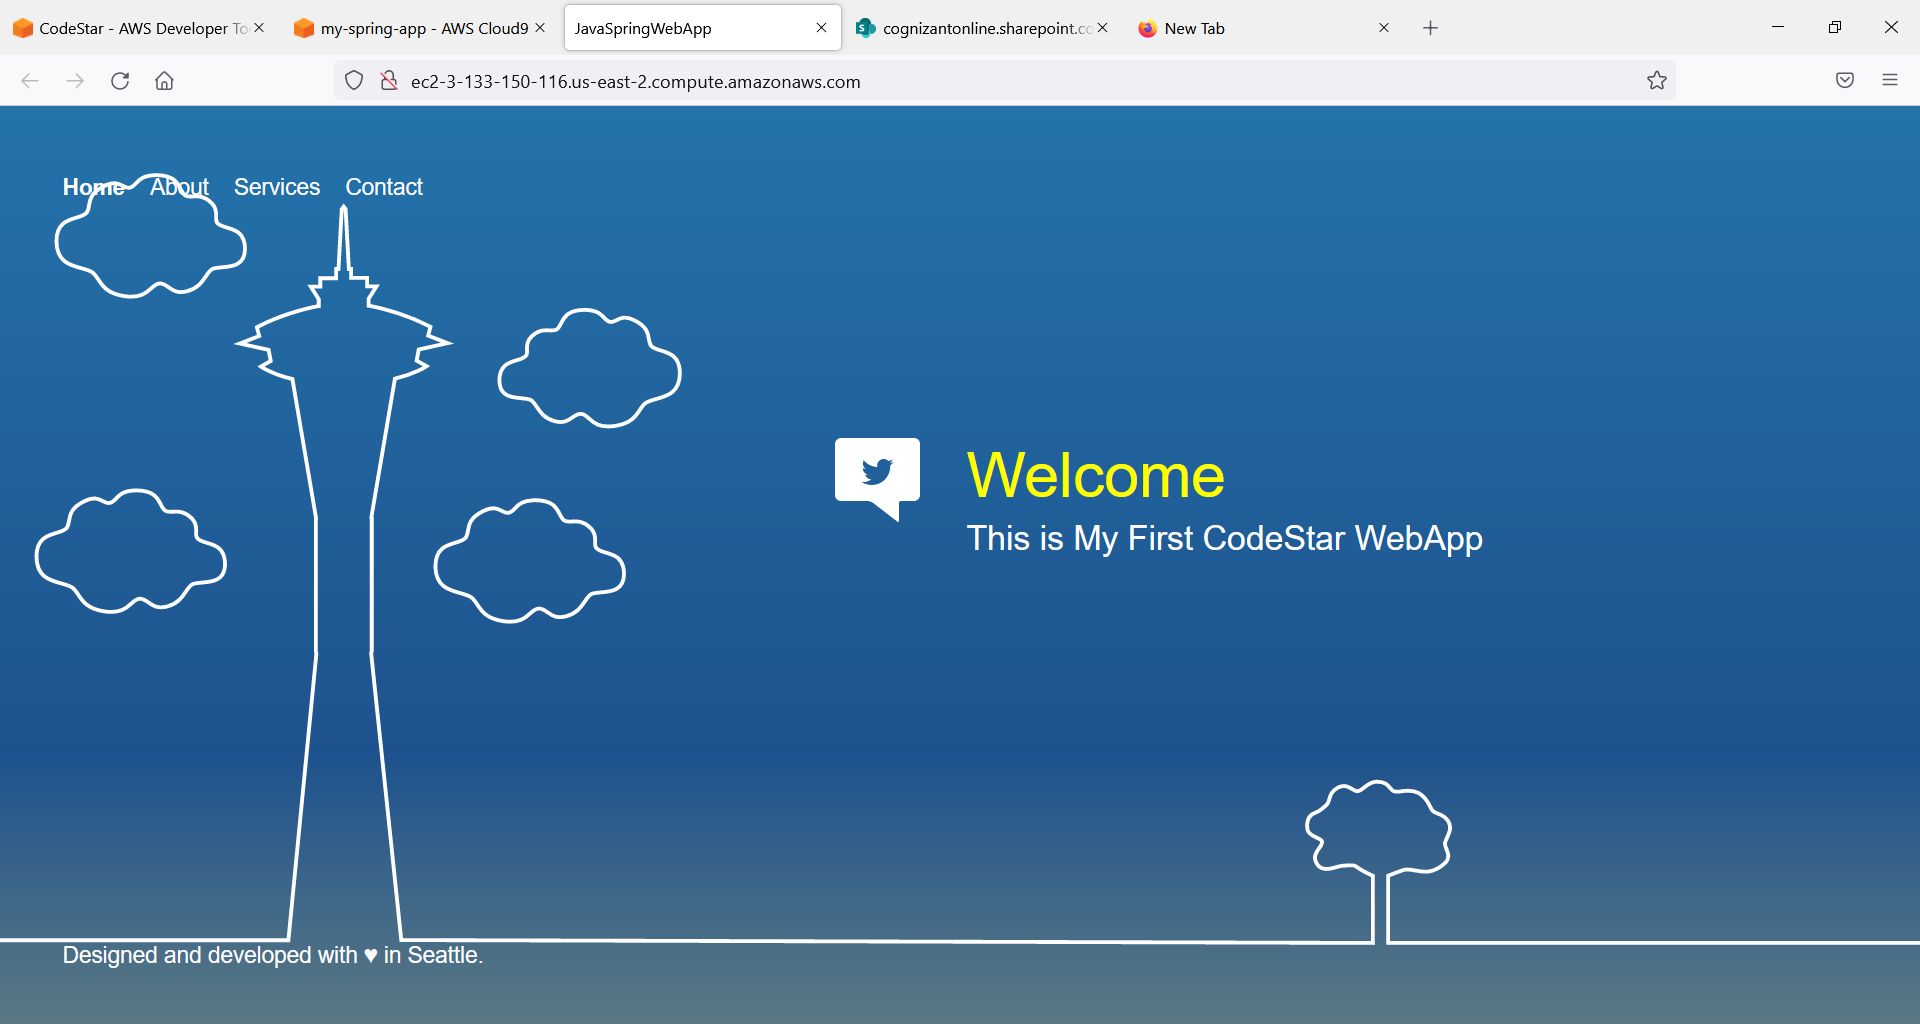 CodeStar - AWS Developer To
my-spring-app - AWS Cloud9
JavaSpringWebApp
cognizantonline.sharepoint.co
New Tab
ec2-3-133-150-116.us-east-2.compute.amazonaws.com
Home About Services Contact
Welcome
This is My First CodeStar WebApp
Designed and developed with ♥ in Seattle.